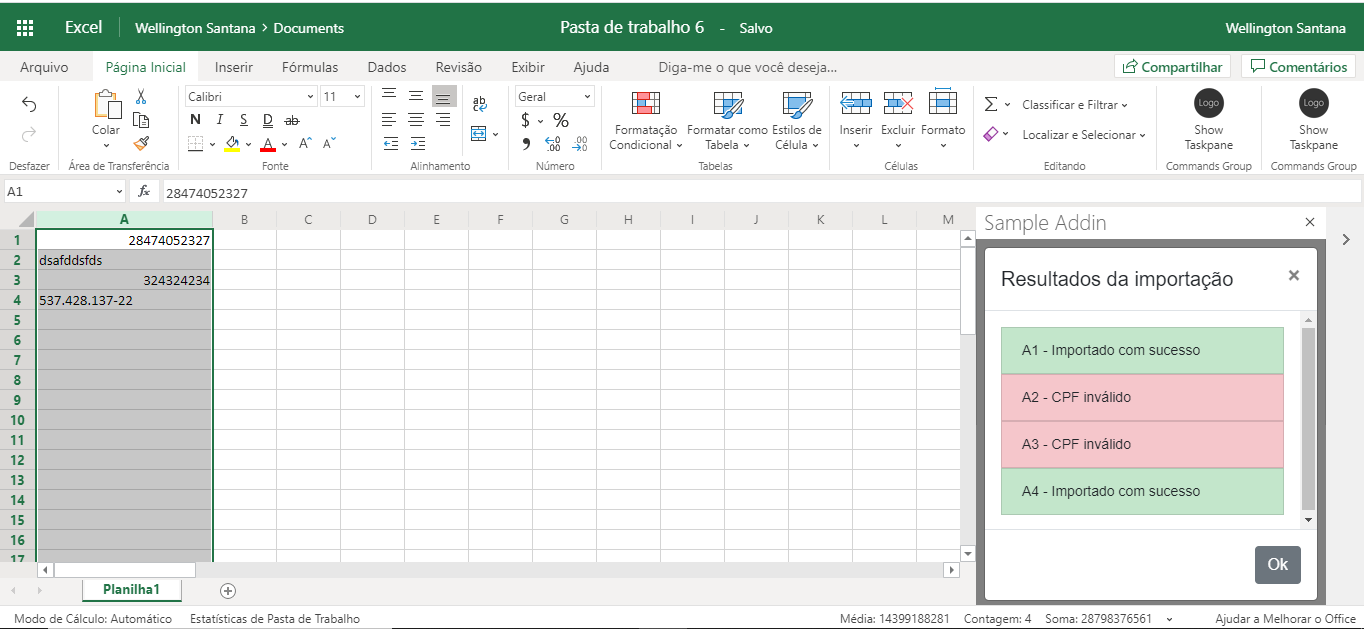 Excel Wellington Santana > Documents Pasta de trabalho 6 - Salvo Wellington Santana
Arquivo Página Inicial Inserir Fórmulas Dados Revisão Exibir Ajuda Diga-me o que você deseja... Compartilhar Comentários
Calibri 11 ab Geral Logo Logo
Classificar e Filtrar
N I S D ab $ % Localizar e Selecionar
Colar Formatação Condicional Formatar como Tabela Estilos de Célula Inserir Excluir Formato Show Taskpane Show Taskpane
A A A ,00 ,00
Desfazer Área de Transferência Fonte Alinhamento Número Tabelas Células Editando Commands Group Commands Group
A1 fx 28474052327
A B C D E F G H I J K L M
1 28474052327
2 dsafddsfds
3 324324234
4 537.428.137-22
5
6
7
8
9
10
11
12
13
14
15
16
17
Sample Addin ×
Resultados da importação ×
A1 - Importado com sucesso
A2 - CPF inválido
A3 - CPF inválido
A4 - Importado com sucesso
Ok
Planilha1
Modo de Cálculo: Automático Estatísticas de Pasta de Trabalho Média: 14399188281 Contagem: 4 Soma: 28798376561 Ajudar a Melhorar o Office